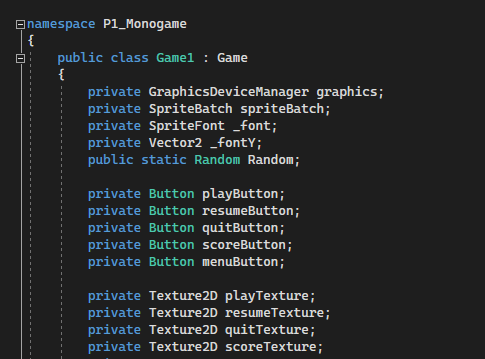 namespace P1_Monogame
{
public class Game1 : Game
{
private GraphicsDeviceManager graphics;
private SpriteBatch spriteBatch;
private SpriteFont _font;
private Vector2 _fontY;
public static Random Random;
private Button playButton;
private Button resumeButton;
private Button quitButton;
private Button scoreButton;
private Button menuButton;
private Texture2D playTexture;
private Texture2D resumeTexture;
private Texture2D quitTexture;
private Texture2D scoreTexture;